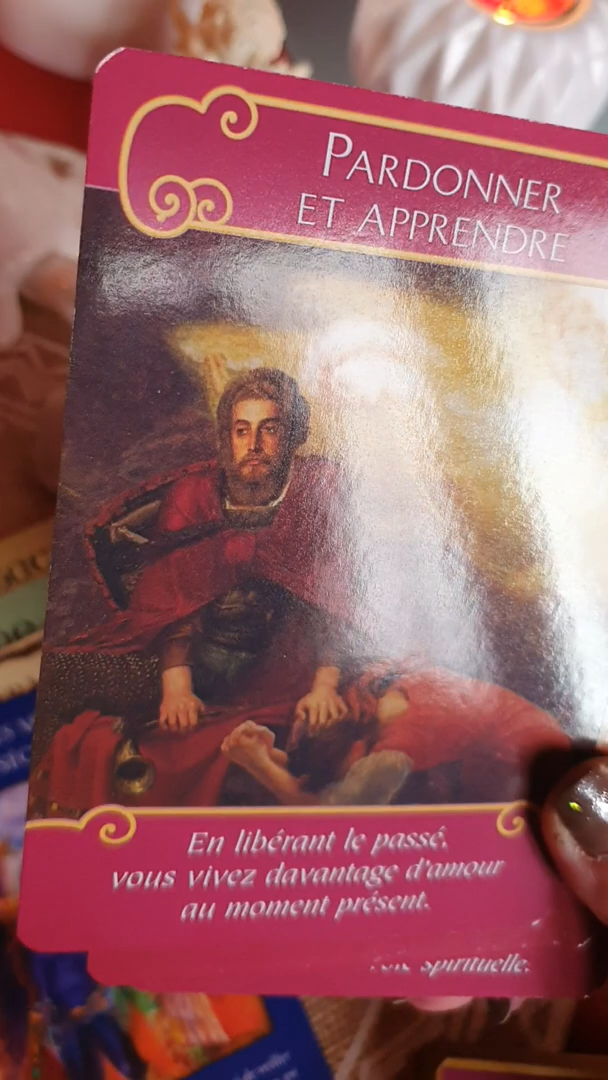 PARDONNER
ET APPRENDRE
En libérant le passé,
vous vivez davantage d'amour
au moment présent.
spirituelle.